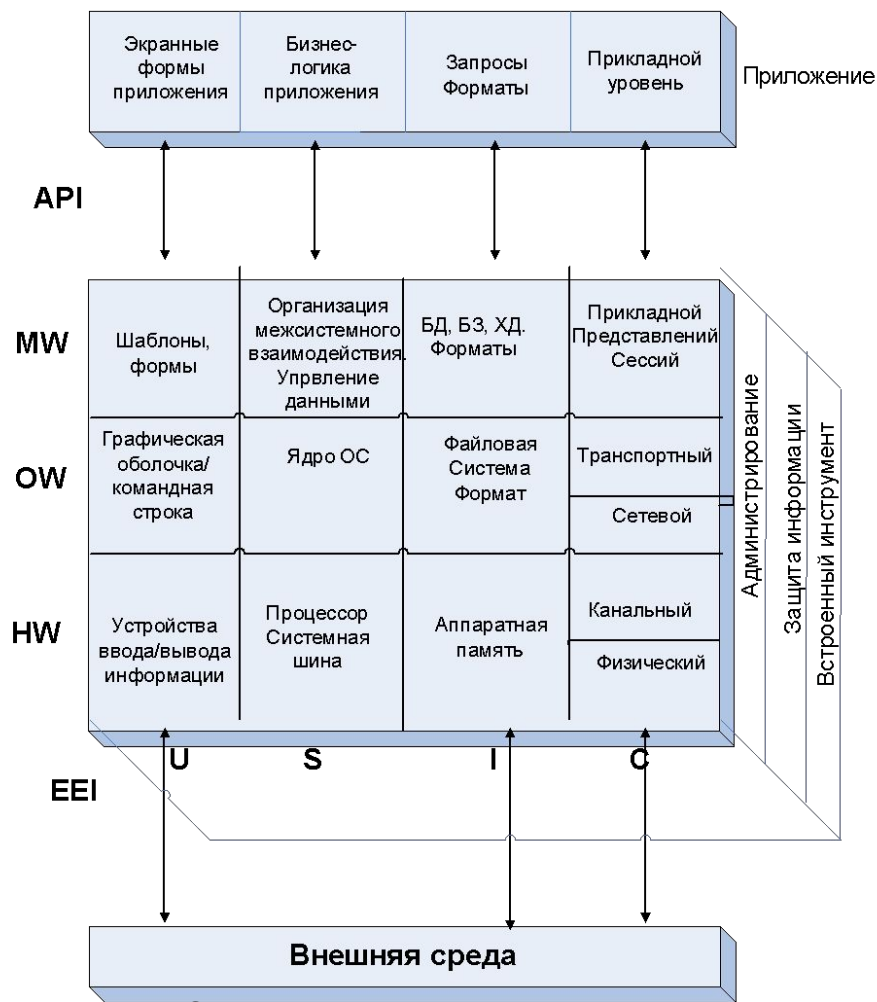 Экранные
формы
приложения
Бизнес-
логика
приложения
Запросы
Форматы
Прикладной
уровень
Приложение
API
MW
Шаблоны,
формы
Организация
межсистемного
взаимодействия.
Упрвление
данными
БД, БЗ, ХД.
Форматы
Прикладной
Представлений
Сессий
OW
Графическая
оболочка/
командная
строка
Ядро ОС
Файловая
Система
Формат
Транспортный
Сетевой
HW
Устройства
ввода/вывода
информации
Процессор
Системная
шина
Аппаратная
память
Канальный
Физический
Администрирование
Защита информации
Встроенный инструмент
U S I C
EEI
Внешняя среда